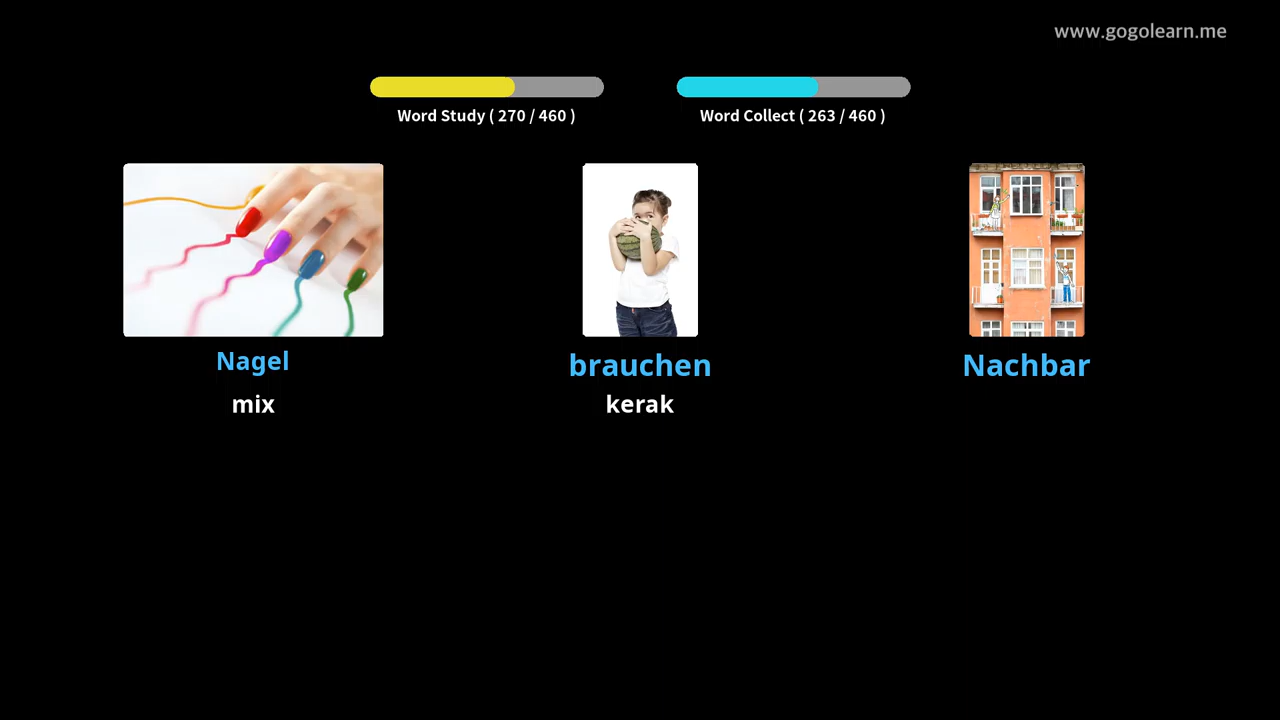 www.gogolearn.me
Word Study ( 270 / 460 )
Word Collect ( 263 / 460 )
Nagel
brauchen
Nachbar
mix
kerak